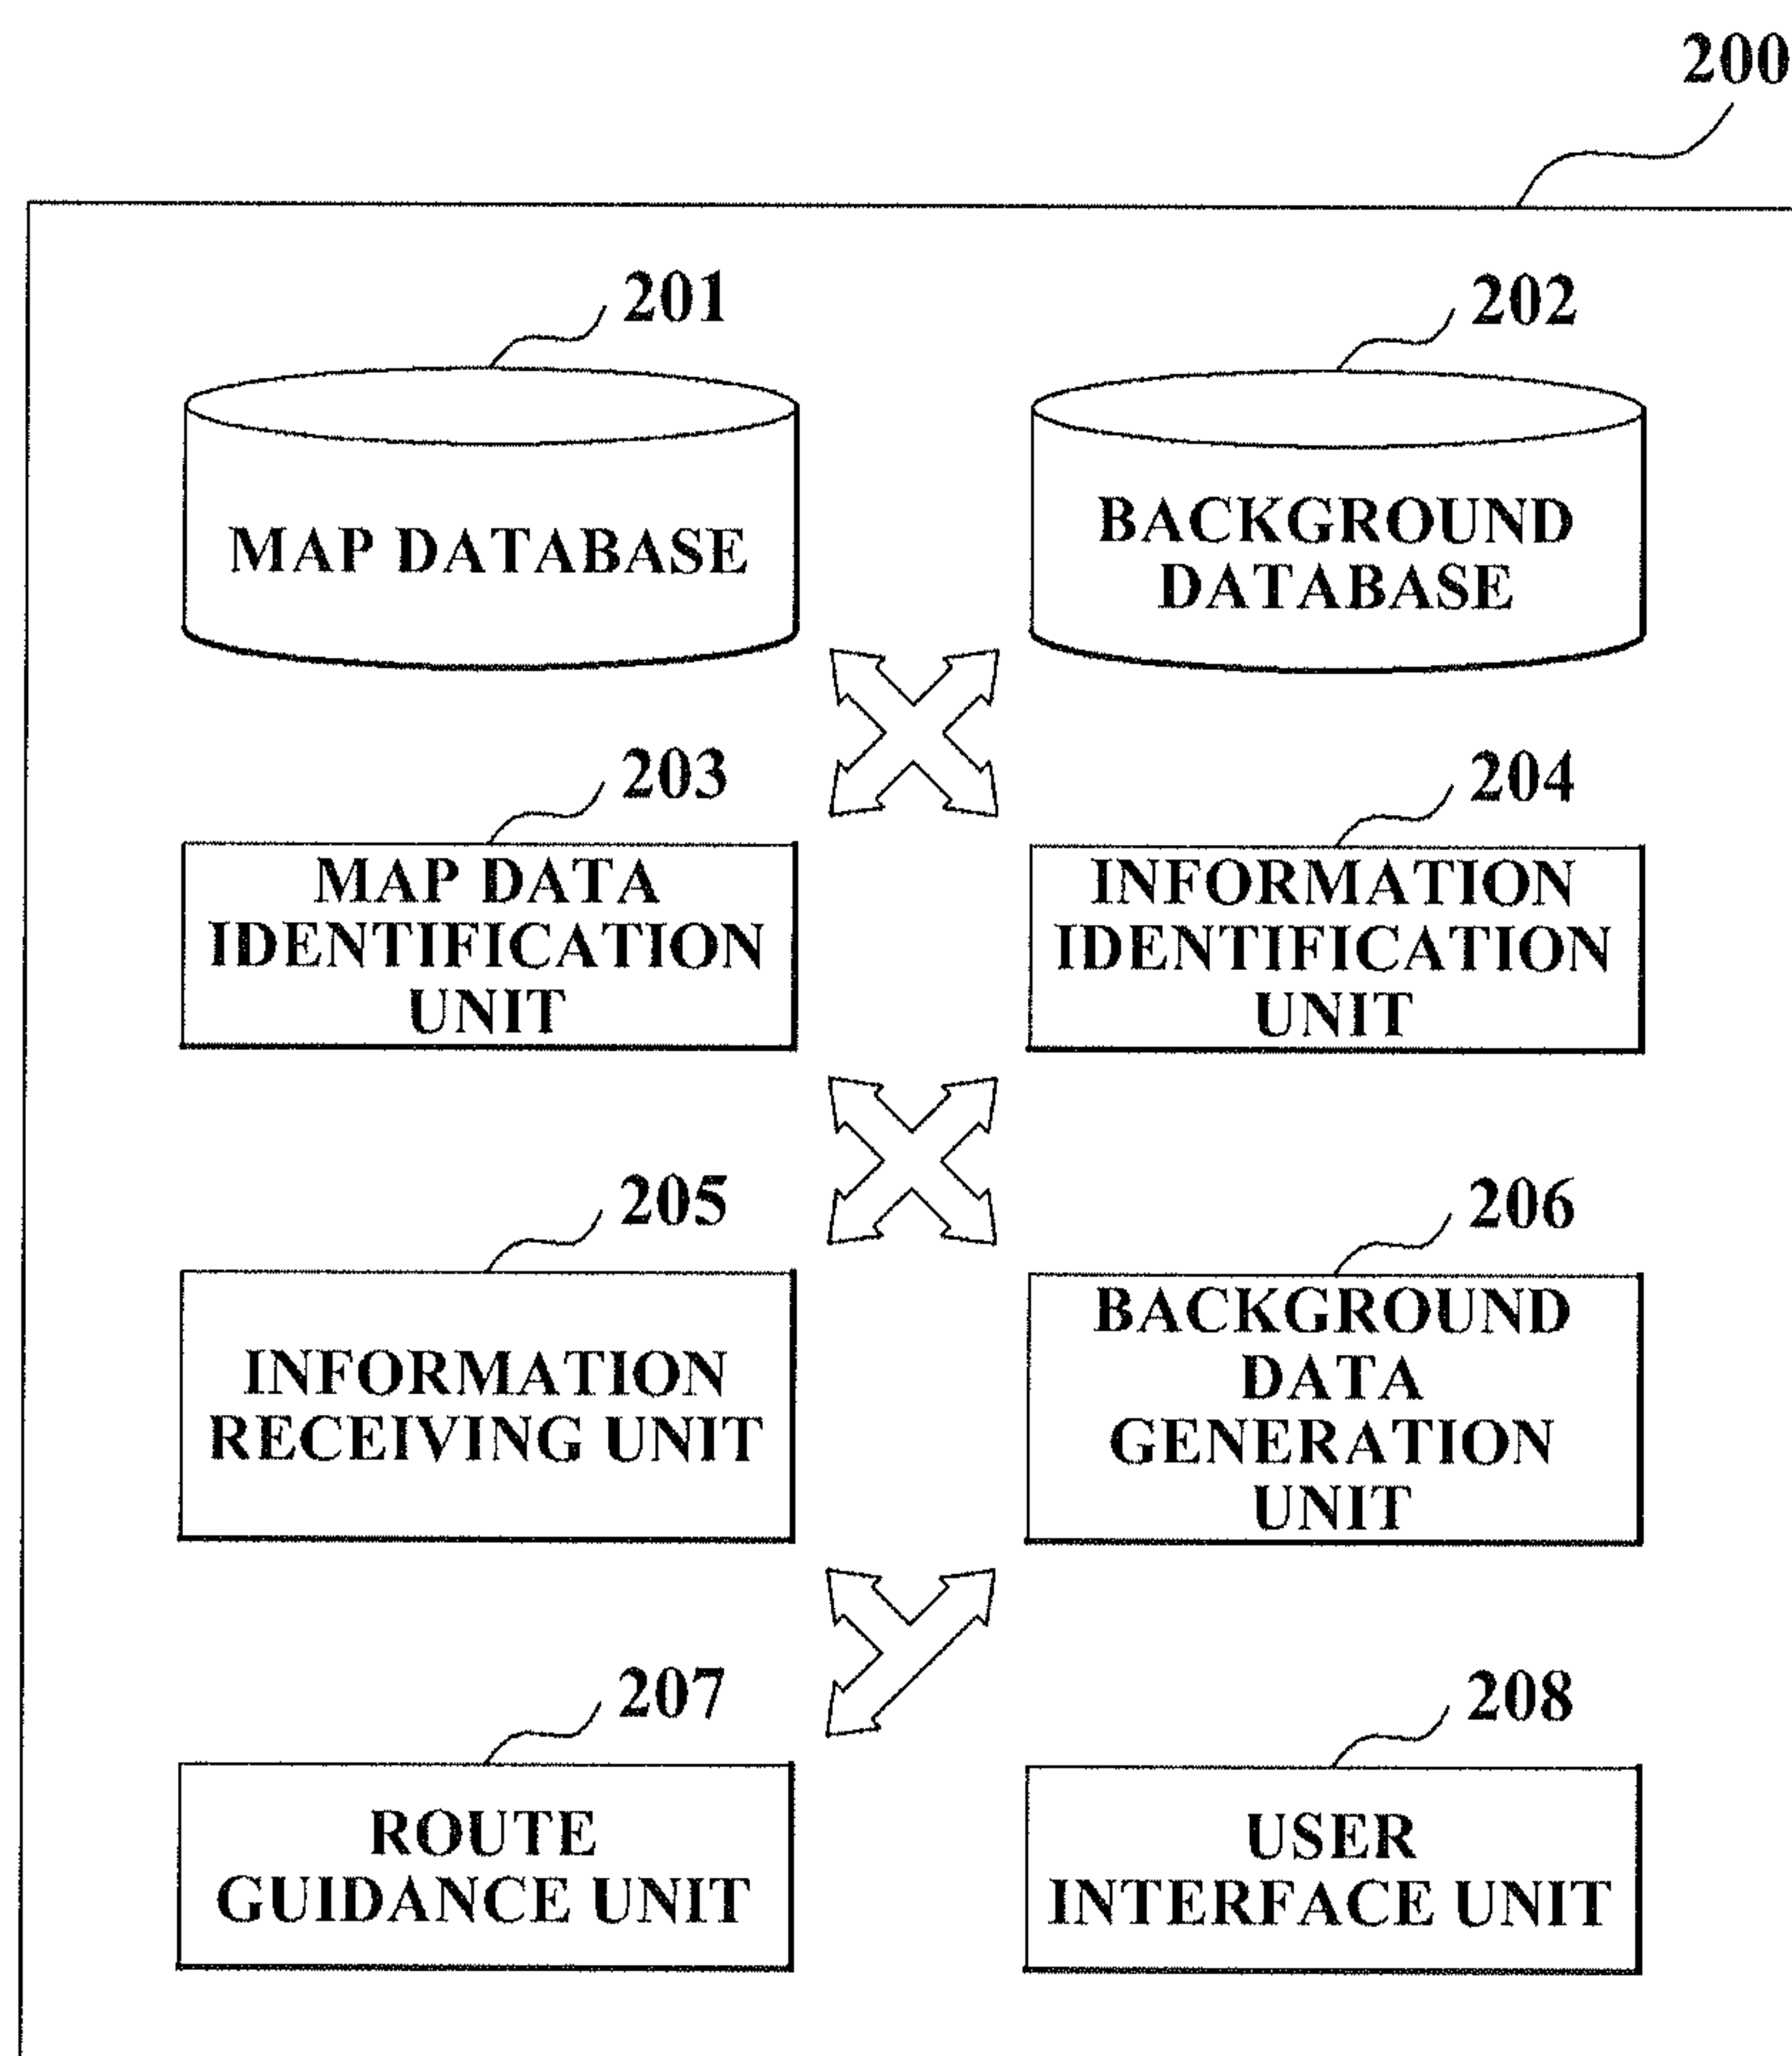 200
201
202
MAP DATABASE
BACKGROUND
DATABASE
203
204
MAP DATA
IDENTIFICATION
UNIT
INFORMATION
IDENTIFICATION
UNIT
205
206
INFORMATION
RECEIVING UNIT
BACKGROUND
DATA
GENERATION
UNIT
207
208
ROUTE
GUIDANCE UNIT
USER
INTERFACE UNIT